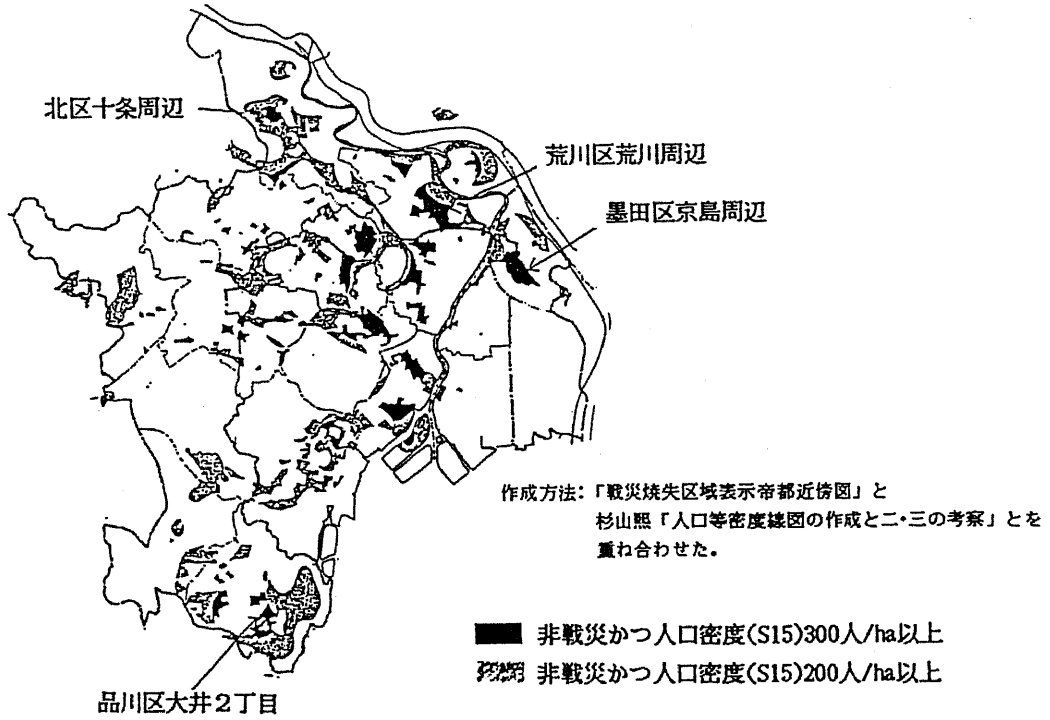 北区十条周辺
荒川区荒川周辺
墨田区京島周辺
作成方法：「戦災焼失区域表示帝都近傍図」と
杉山熙「人口等密度線図の作成と二・三の考察」とを
重ね合わせた。
非戦災かつ人口密度(S15)300人/ha以上
非戦災かつ人口密度(S15)200人/ha以上
品川区大井２丁目